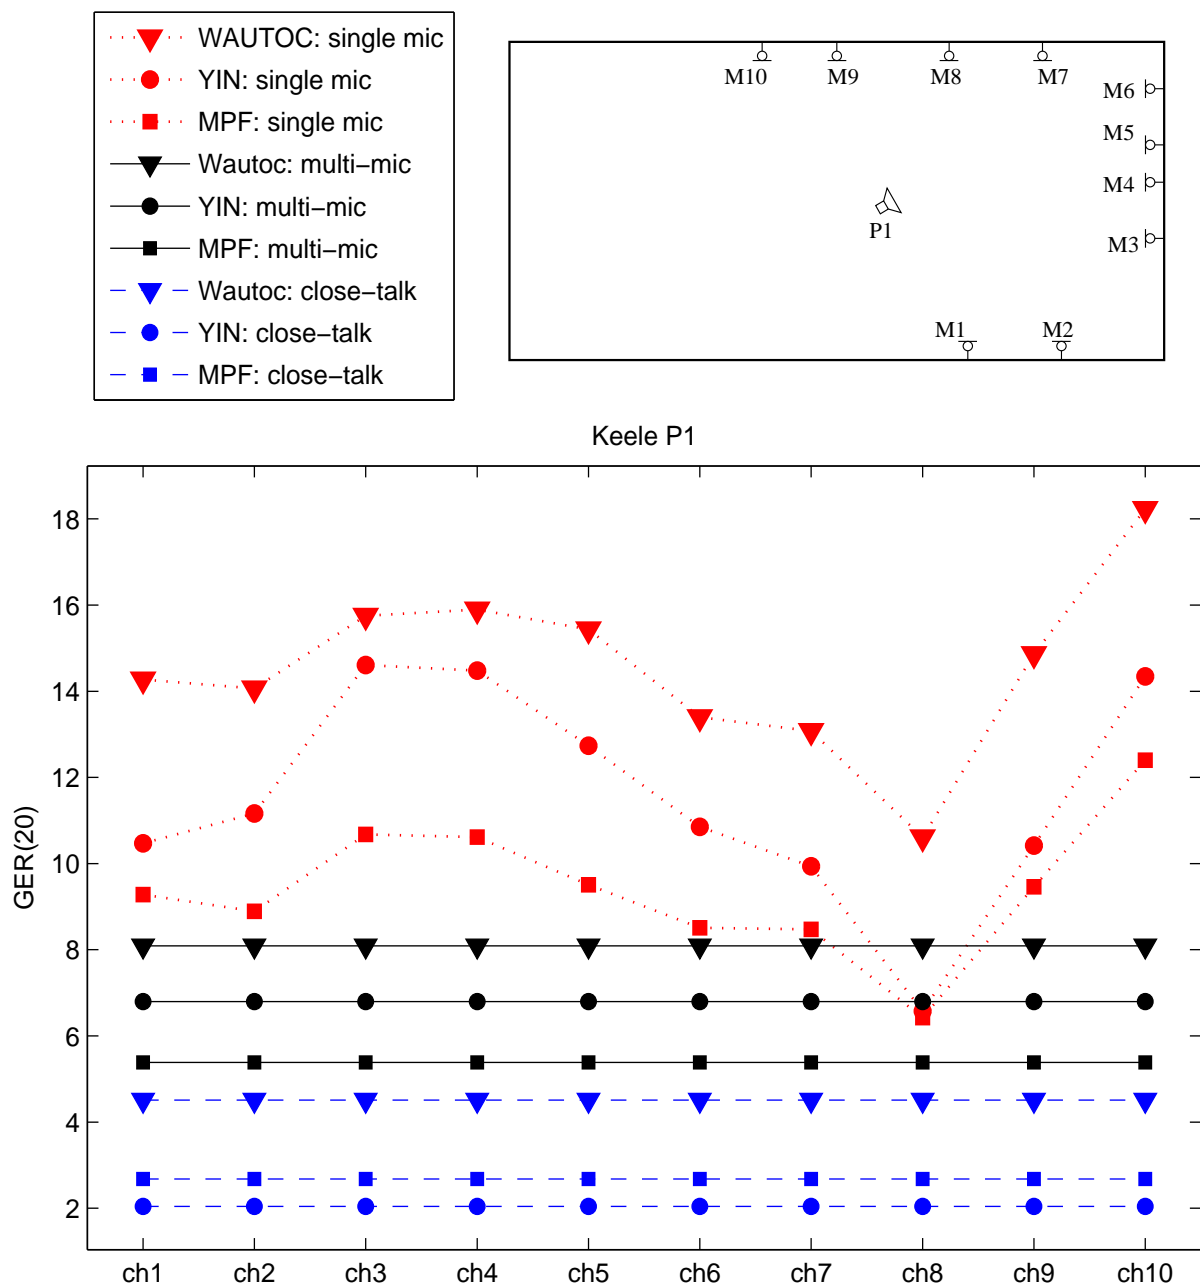 WAUTOC: single mic
YIN: single mic
MPF: single mic
Wautoc: multi−mic
YIN: multi−mic
MPF: multi−mic
Wautoc: close−talk
YIN: close−talk
MPF: close−talk
M10 M9 M8 M7
M6
M5
M4
M3
P1
M1 M2
Keele P1
GER(20)
18
16
14
12
10
8
6
4
2
ch1 ch2 ch3 ch4 ch5 ch6 ch7 ch8 ch9 ch10